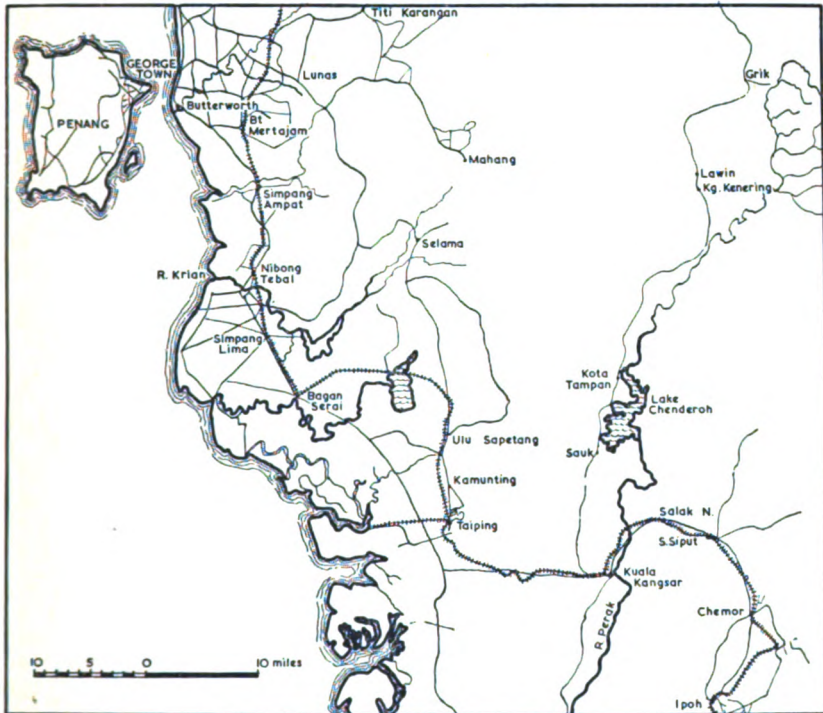 Titi Karangan
GEORGE
TOWN
Lunas
Grik
Butterworth
Bt
Mertajam
PENANG
Mahang
Lawin
Kg. Kenering
Simpang
Ampat
Selama
R. Krian
Nibong
Tebal
Simpang
Lima
Kota
Tampan
Lake
Chenderoh
Bagan
Serai
Ulu Sapetang
Sauk
Kamunting
Salak N.
Taiping
S. Siput
Kuala
Kangsar
Chemor
R. Perak
10 5 0 10 miles
Ipoh